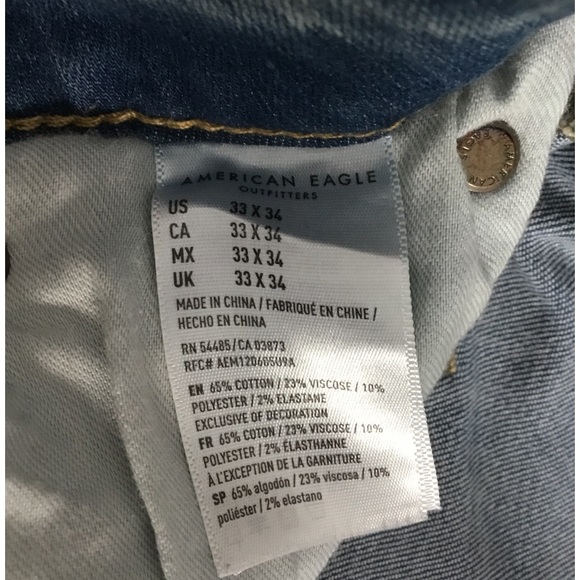 AMERICAN EAGLE
OUTFITTERS
US 33 X 34
CA 33 X 34
MX 33 X 34
UK 33 X 34
MADE IN CHINA / FABRIQUÉ EN CHINE /
HECHO EN CHINA
RN 54485/CA 03873
RFC# AEM120605U9A
EN 65% COTTON / 23% VISCOSE / 10%
POLYESTER / 2% ELASTANE
EXCLUSIVE OF DECORATION
FR 65% COTON / 23% VISCOSE / 10%
POLYESTER / 2% ÉLASTHANNE
À L'EXCEPTION DE LA GARNITURE
SP 65% algodón / 23% viscosa / 10%
poliéster / 2% elastano
AMERICAN